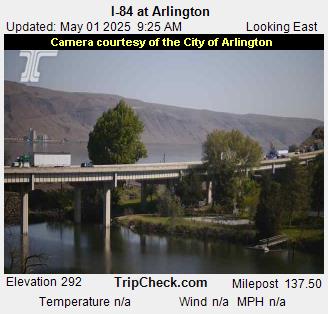 I-84 at Arlington
Updated: May 01 2025 9:25 AM Looking East
Camera courtesy of the City of Arlington
Elevation 292 TripCheck.com Milepost 137.50
Temperature n/a Wind n/a MPH n/a